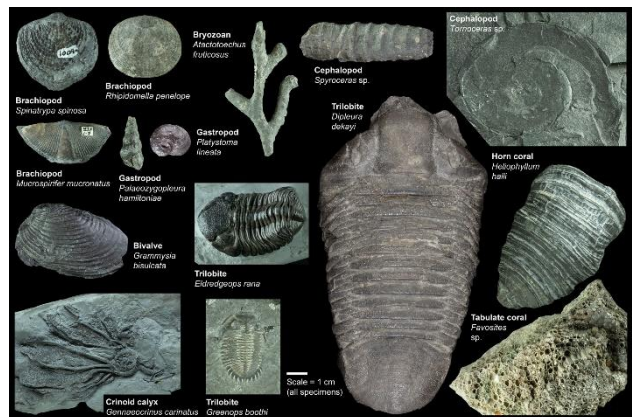 Brachiopod
Spinatrypa spinosa
Brachiopod
Rhipidomella penelope
Bryozoan
Atactotoechus
fruticosus
Cephalopod
Spyroceras sp.
Cephalopod
Tornoceras sp.
Brachiopod
Mucrospirifer mucronatus
Gastropod
Palaeozygopleura
hamiltoniae
Gastropod
Platystoma
lineata
Trilobite
Dipleura
dekayi
Horn coral
Heliophyllum
halli
Bivalve
Grammysia
bisulcata
Trilobite
Eldredgeops rana
Tabulate coral
Favosites
sp.
Crinoid calyx
Gennaeocrinus carinatus
Trilobite
Greenops boothi
Scale = 1 cm
(all specimens)